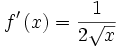 f′(x) = 1/(2√x)